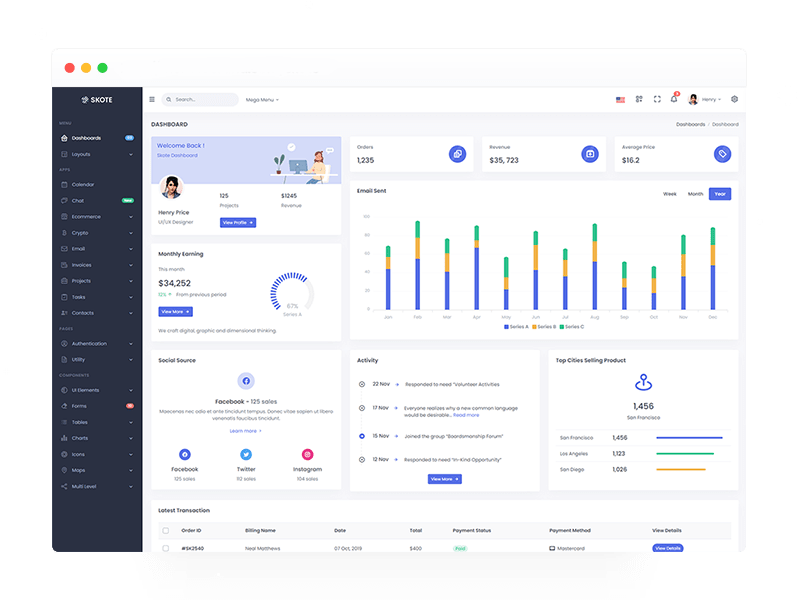 SKOTE
Search...
Mega Menu
Henry
MENU
Dashboards
Layouts
APPS
Calendar
Chat
New
Ecommerce
Crypto
Email
Invoices
Projects
Tasks
Contacts
PAGES
Authentication
Utility
COMPONENTS
UI Elements
Forms
Tables
Charts
Icons
Maps
Multi Level
DASHBOARD
Dashboards / Dashboard
Welcome Back !
Skote Dashboard
Henry Price
UI/UX Designer
125
Projects
$1245
Revenue
View Profile
Orders
1,235
Revenue
$35, 723
Average Price
$16.2
Monthly Earning
This month
$34,252
12% From previous period
View More
67%
Series A
We craft digital, graphic and dimensional thinking.
Email Sent
Week Month Year
100
80
60
40
20
0
Jan Feb Mar Apr May Jun Jul Aug Sep Oct Nov Dec
Series A Series B Series C
Social Source
Facebook - 125 sales
Maecenas nec odio et ante tincidunt tempus. Donec vitae sapien ut libero
venenatis faucibus tincidunt.
Learn more
Facebook
125 sales
Twitter
112 sales
Instagram
104 sales
Activity
22 Nov Responded to need "Volunteer Activities
17 Nov Everyone realizes why a new common language
would be desirable... Read more
15 Nov Joined the group "Boardsmanship Forum"
12 Nov Responded to need "In-Kind Opportunity"
View More
Top Cities Selling Product
1,456
San Francisco
San Francisco 1,456
Los Angeles 1,123
San Diego 1,026
Latest Transaction
Order ID Billing Name Date Total Payment Status Payment Method View Details
#SK2540 Neal Matthews 07 Oct, 2019 $400 Paid Mastercard View Details